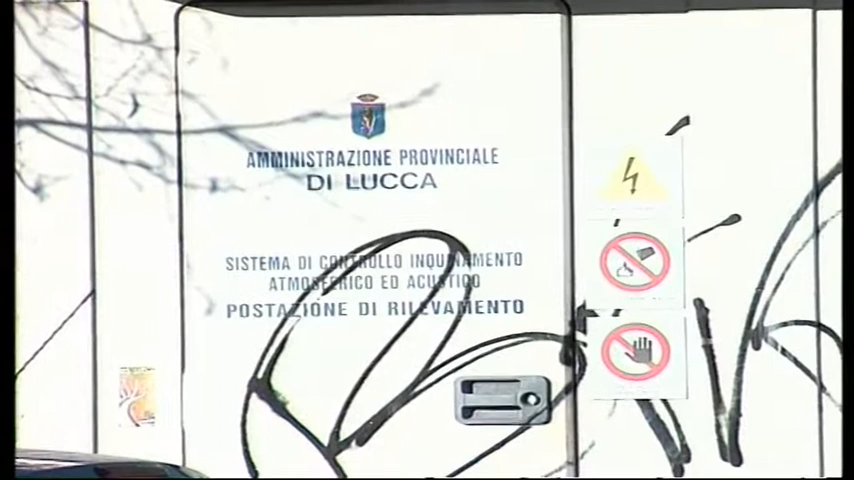 AMMINISTRAZIONE PROVINCIALE
DI LUCCA
SISTEMA DI CONTROLLO INQUINAMENTO
ATMOSFERICO ED ACUSTICO
POSTAZIONE DI RILEVAMENTO